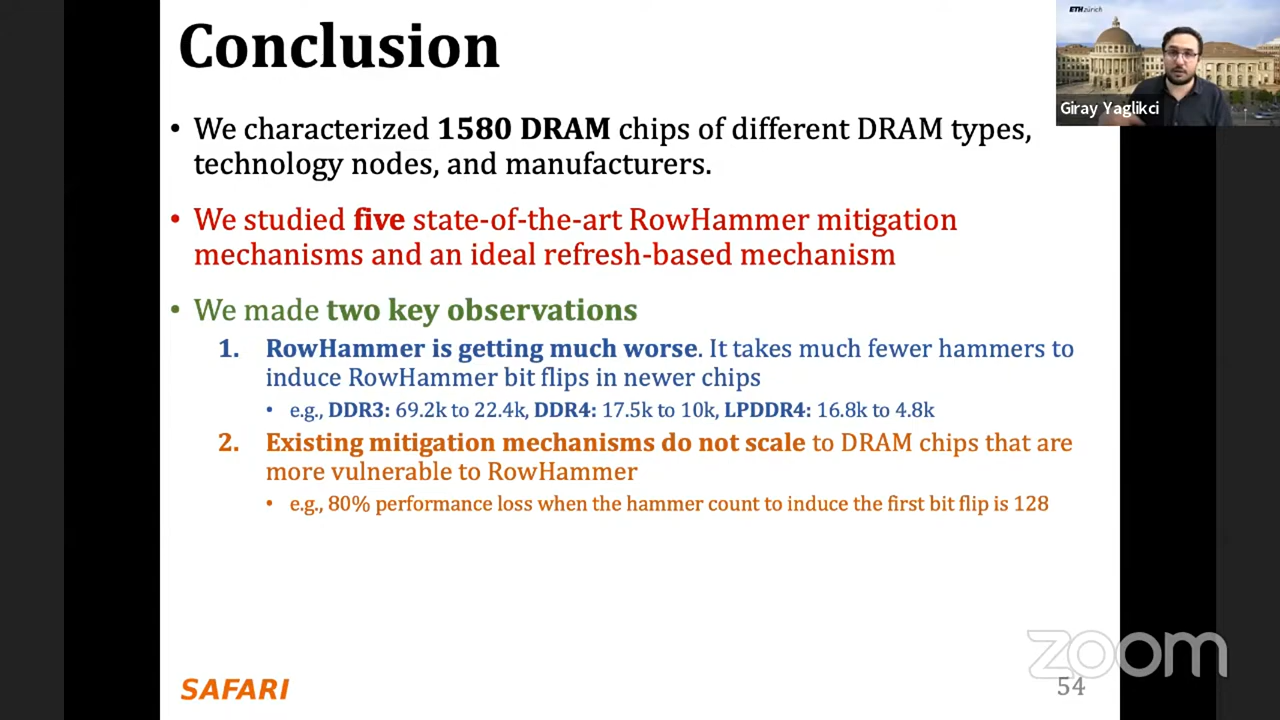 Conclusion
ETH zürich
Giray Yaglikci
• We characterized 1580 DRAM chips of different DRAM types,
technology nodes, and manufacturers.
• We studied five state-of-the-art RowHammer mitigation
mechanisms and an ideal refresh-based mechanism
• We made two key observations
1. RowHammer is getting much worse. It takes much fewer hammers to
induce RowHammer bit flips in newer chips
• e.g., DDR3: 69.2k to 22.4k, DDR4: 17.5k to 10k, LPDDR4: 16.8k to 4.8k
2. Existing mitigation mechanisms do not scale to DRAM chips that are
more vulnerable to RowHammer
• e.g., 80% performance loss when the hammer count to induce the first bit flip is 128
zoom
SAFARI
54